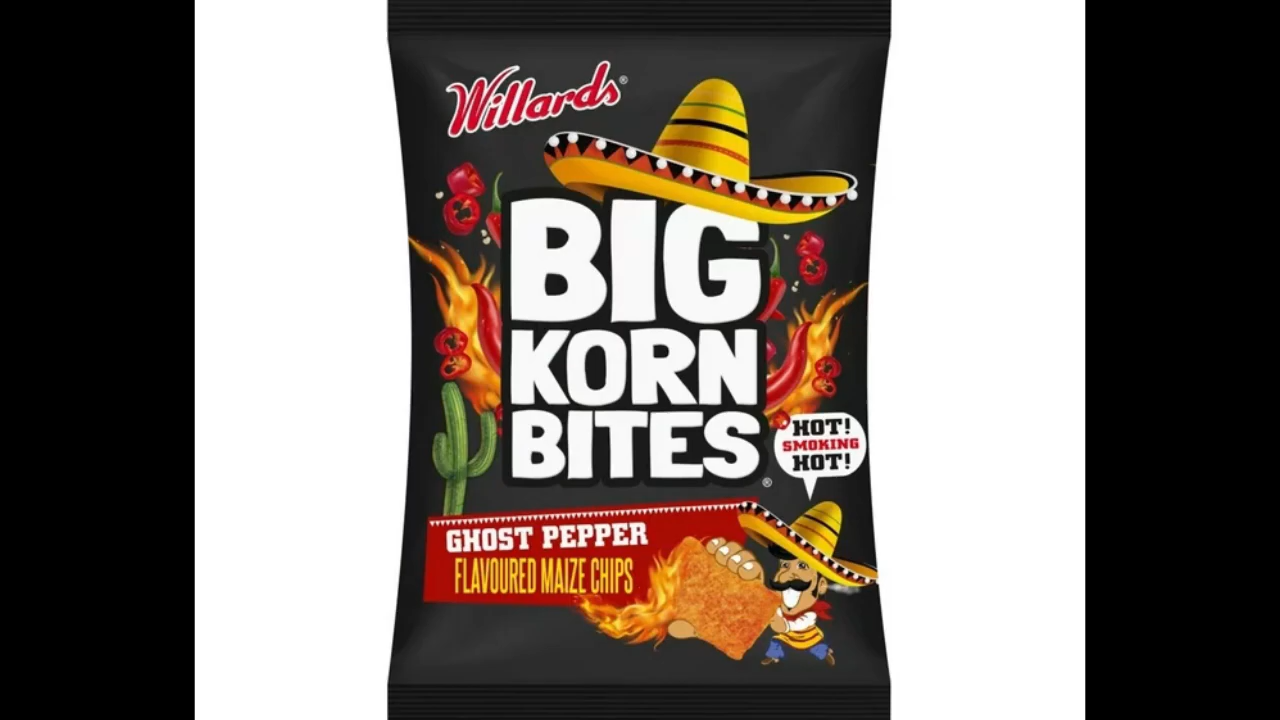 Willards®
BIG
KORN
BITES®
HOT!
SMOKING
HOT!
GHOST PEPPER
FLAVOURED MAIZE CHIPS